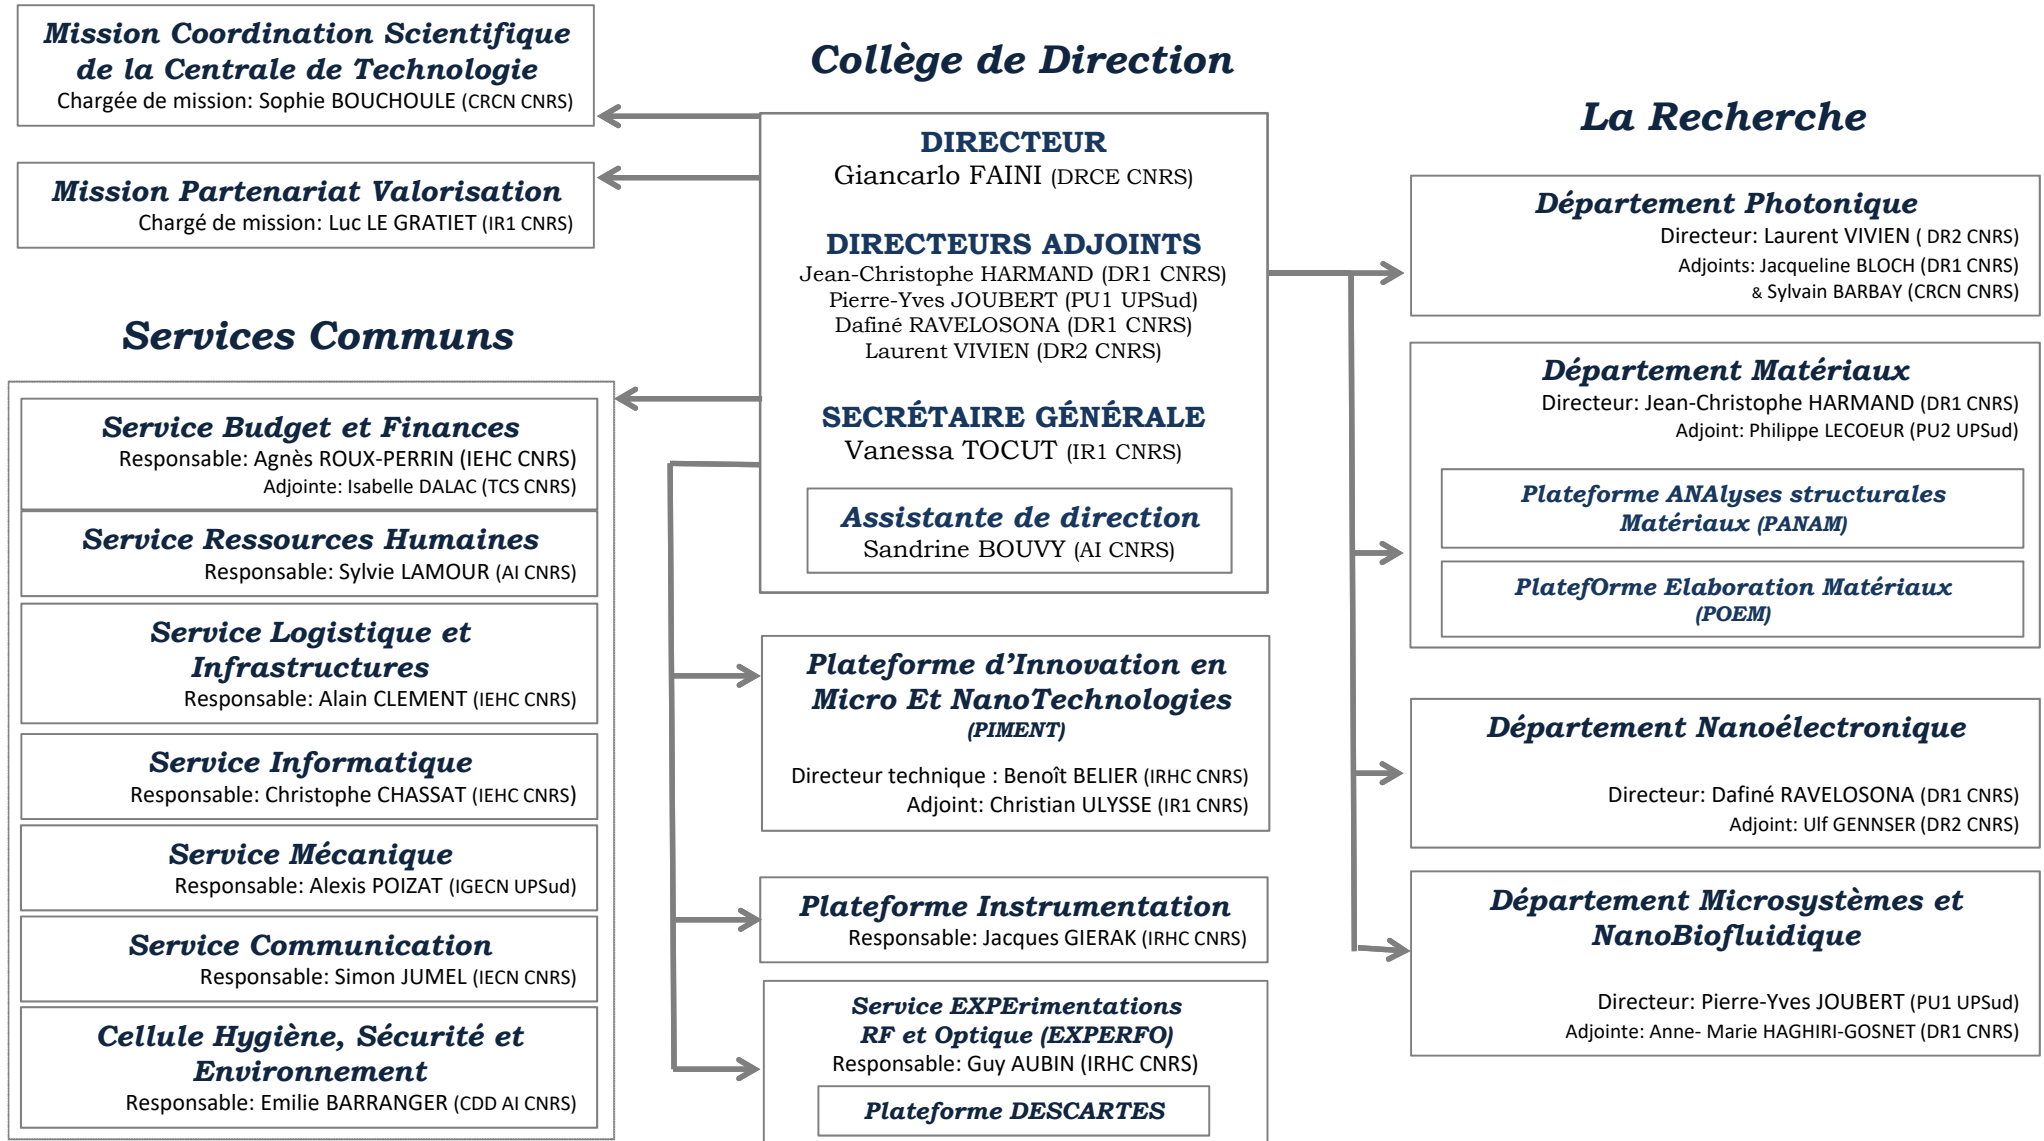 Mission Coordination Scientifique
de la Centrale de Technologie
Chargée de mission: Sophie BOUCHOULE (CRCN CNRS)
Mission Partenariat Valorisation
Chargé de mission: Luc LE GRATIET (IR1 CNRS)
Services Communs
Service Budget et Finances
Responsable: Agnès ROUX-PERRIN (IEHC CNRS)
Adjointe: Isabelle DALAC (TCS CNRS)
Service Ressources Humaines
Responsable: Sylvie LAMOUR (AI CNRS)
Service Logistique et
Infrastructures
Responsable: Alain CLEMENT (IEHC CNRS)
Service Informatique
Responsable: Christophe CHASSAT (IEHC CNRS)
Service Mécanique
Responsable: Alexis POIZAT (IGECN UPSud)
Service Communication
Responsable: Simon JUMEL (IECN CNRS)
Cellule Hygiène, Sécurité et
Environnement
Responsable: Emilie BARRANGER (CDD AI CNRS)
Collège de Direction
DIRECTEUR
Giancarlo FAINI (DRCE CNRS)
DIRECTEURS ADJOINTS
Jean-Christophe HARMAND (DR1 CNRS)
Pierre-Yves JOUBERT (PU1 UPSud)
Dafiné RAVELOSONA (DR1 CNRS)
Laurent VIVIEN (DR2 CNRS)
SECRÉTAIRE GÉNÉRALE
Vanessa TOCUT (IR1 CNRS)
Assistante de direction
Sandrine BOUVY (AI CNRS)
Plateforme d’Innovation en
Micro Et NanoTechnologies
(PIMENT)
Directeur technique : Benoît BELIER (IRHC CNRS)
Adjoint: Christian ULYSSE (IR1 CNRS)
Plateforme Instrumentation
Responsable: Jacques GIERAK (IRHC CNRS)
Service EXPErimentations
RF et Optique (EXPERFO)
Responsable: Guy AUBIN (IRHC CNRS)
Plateforme DESCARTES
La Recherche
Département Photonique
Directeur: Laurent VIVIEN ( DR2 CNRS)
Adjoints: Jacqueline BLOCH (DR1 CNRS)
& Sylvain BARBAY (CRCN CNRS)
Département Matériaux
Directeur: Jean-Christophe HARMAND (DR1 CNRS)
Adjoint: Philippe LECOEUR (PU2 UPSud)
Plateforme ANAlyses structurales
Matériaux (PANAM)
PlatefOrme Elaboration Matériaux
(POEM)
Département Nanoélectronique
Directeur: Dafiné RAVELOSONA (DR1 CNRS)
Adjoint: Ulf GENNSER (DR2 CNRS)
Département Microsystèmes et
NanoBiofluidique
Directeur: Pierre-Yves JOUBERT (PU1 UPSud)
Adjointe: Anne- Marie HAGHIRI-GOSNET (DR1 CNRS)